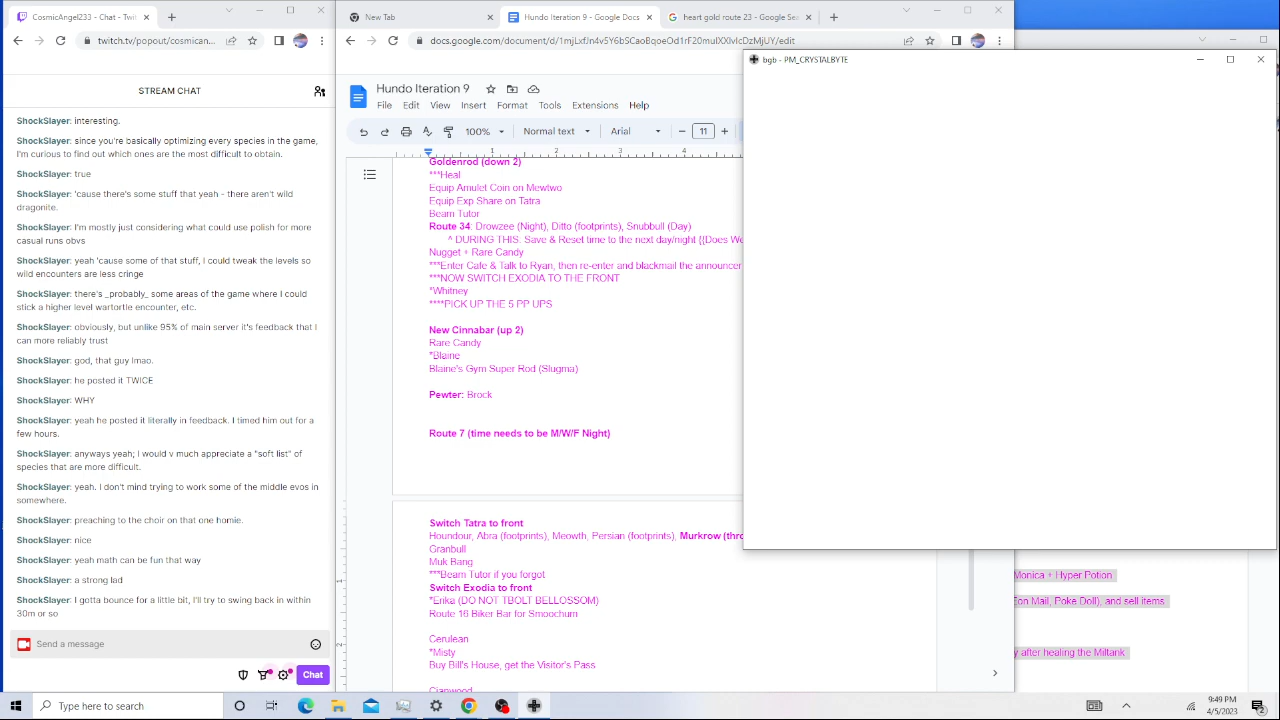 CosmicAngel233 - Chat - Twit
twitch.tv/popout/cosmican...
STREAM CHAT
ShockSlayer: interesting.
ShockSlayer: since you're basically optimizing every species in the game,
I'm curious to find out which ones are the most difficult to obtain.
ShockSlayer: true
ShockSlayer: 'cause there's some stuff that yeah - there aren't wild
dragonite.
ShockSlayer: I'm mostly just considering what could use polish for more
casual runs obvs
ShockSlayer: yeah 'cause some of that stuff, I could tweak the levels so
wild encounters are less cringe
ShockSlayer: there's _probably_ some areas of the game where I could
stick a higher level wartortle encounter, etc.
ShockSlayer: obviously, but unlike 95% of main server it's feedback that I
can more reliably trust
ShockSlayer: god, that guy lmao.
ShockSlayer: he posted it TWICE
ShockSlayer: WHY
ShockSlayer: yeah he posted it literally in feedback. I timed him out for a
few hours.
ShockSlayer: anyways yeah; I would v much appreciate a "soft list" of
species that are more difficult.
ShockSlayer: yeah. I don't mind trying to work some of the middle evos in
somewhere.
ShockSlayer: preaching to the choir on that one homie.
ShockSlayer: nice
ShockSlayer: yeah math can be fun that way
ShockSlayer: a strong lad
ShockSlayer: I gotta bounce for a little bit, I'll try to swing back in within
30m or so
Send a message
Chat
New Tab
Hundo Iteration 9 - Google Docs
heart gold route 23 - Google Sea
Hundo Iteration 9
File Edit View Insert Format Tools Extensions Help
100% Normal text Arial 11
1 2 3 4
Goldenrod (down 2)
***Heal
Equip Amulet Coin on Mewtwo
Equip Exp Share on Tatra
Beam Tutor
Route 34: Drowzee (Night), Ditto (footprints), Snubbull (Day)
^ DURING THIS: Save & Reset time to the next day/night {{Does We
Nugget + Rare Candy
***Enter Cafe & Talk to Ryan, then re-enter and blackmail the announcer
***NOW SWITCH EXODIA TO THE FRONT
*Whitney
****PICK UP THE 5 PP UPS
New Cinnabar (up 2)
Rare Candy
*Blaine
Blaine's Gym Super Rod (Slugma)
Pewter: Brock
Route 7 (time needs to be M/W/F Night)
Switch Tatra to front
Houndour, Abra (footprints), Meowth, Persian (footprints), Murkrow (thro
Granbull
Muk Bang
***Beam Tutor if you forgot
Switch Exodia to front
*Erika (DO NOT TBOLT BELLOSSOM)
Route 16 Biker Bar for Smoochum
Cerulean
*Misty
Buy Bill's House, get the Visitor's Pass
Cianwood
bgb - PM_CRYSTALBYTE
Monica + Hyper Potion
Eon Mail, Poke Doll), and sell items
y after healing the Miltank
Type here to search
9:49 PM
4/5/2023
2